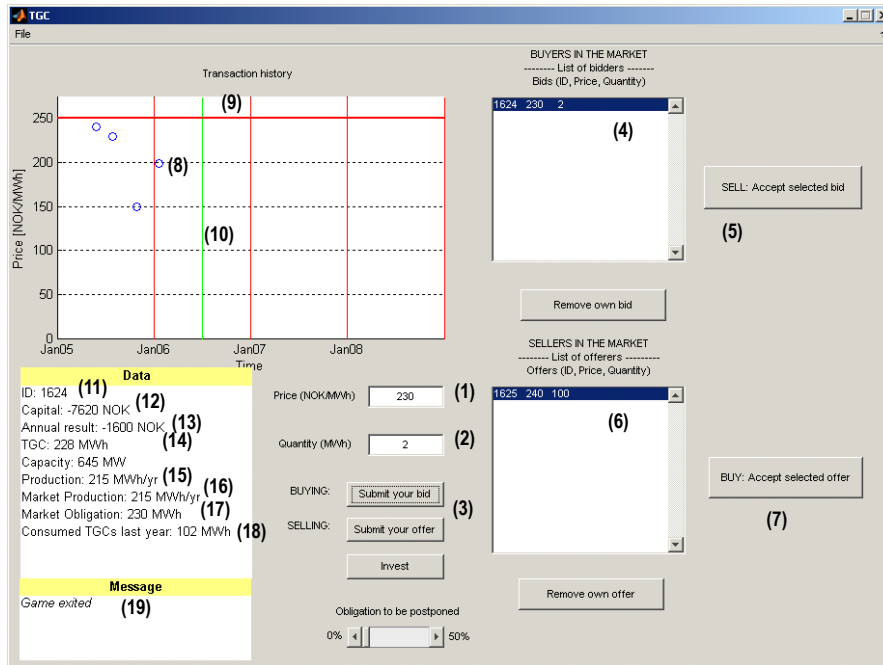 TGC
File
Transaction history
(9)
250
200
150
100
50
0
(8)
(10)
Price [NOK/MWh]
Jan05 Jan06 Jan07 Jan08
Time
BUYERS IN THE MARKET
-------- List of bidders -------
Bids (ID, Price, Quantity)
1624 230 2
(4)
SELL: Accept selected bid
(5)
Remove own bid
SELLERS IN THE MARKET
-------- List of offerers ---------
Offers (ID, Price, Quantity)
1625 240 100
(6)
BUY: Accept selected offer
(7)
Remove own offer
Data
ID: 1624 (11)
Capital: -7620 NOK (12)
Annual result: -1600 NOK (13)
TGC: 228 MWh (14)
Capacity: 645 MW
Production: 215 MWh/yr (15)
Market Production: 215 MWh/yr (16)
Market Obligation: 230 MWh (17)
Consumed TGCs last year: 102 MWh (18)
Message
Game exited (19)
Price (NOK/MWh) 230 (1)
Quantity (MWh) 2 (2)
BUYING: Submit your bid
(3)
SELLING: Submit your offer
Invest
Obligation to be postponed
0% 50%